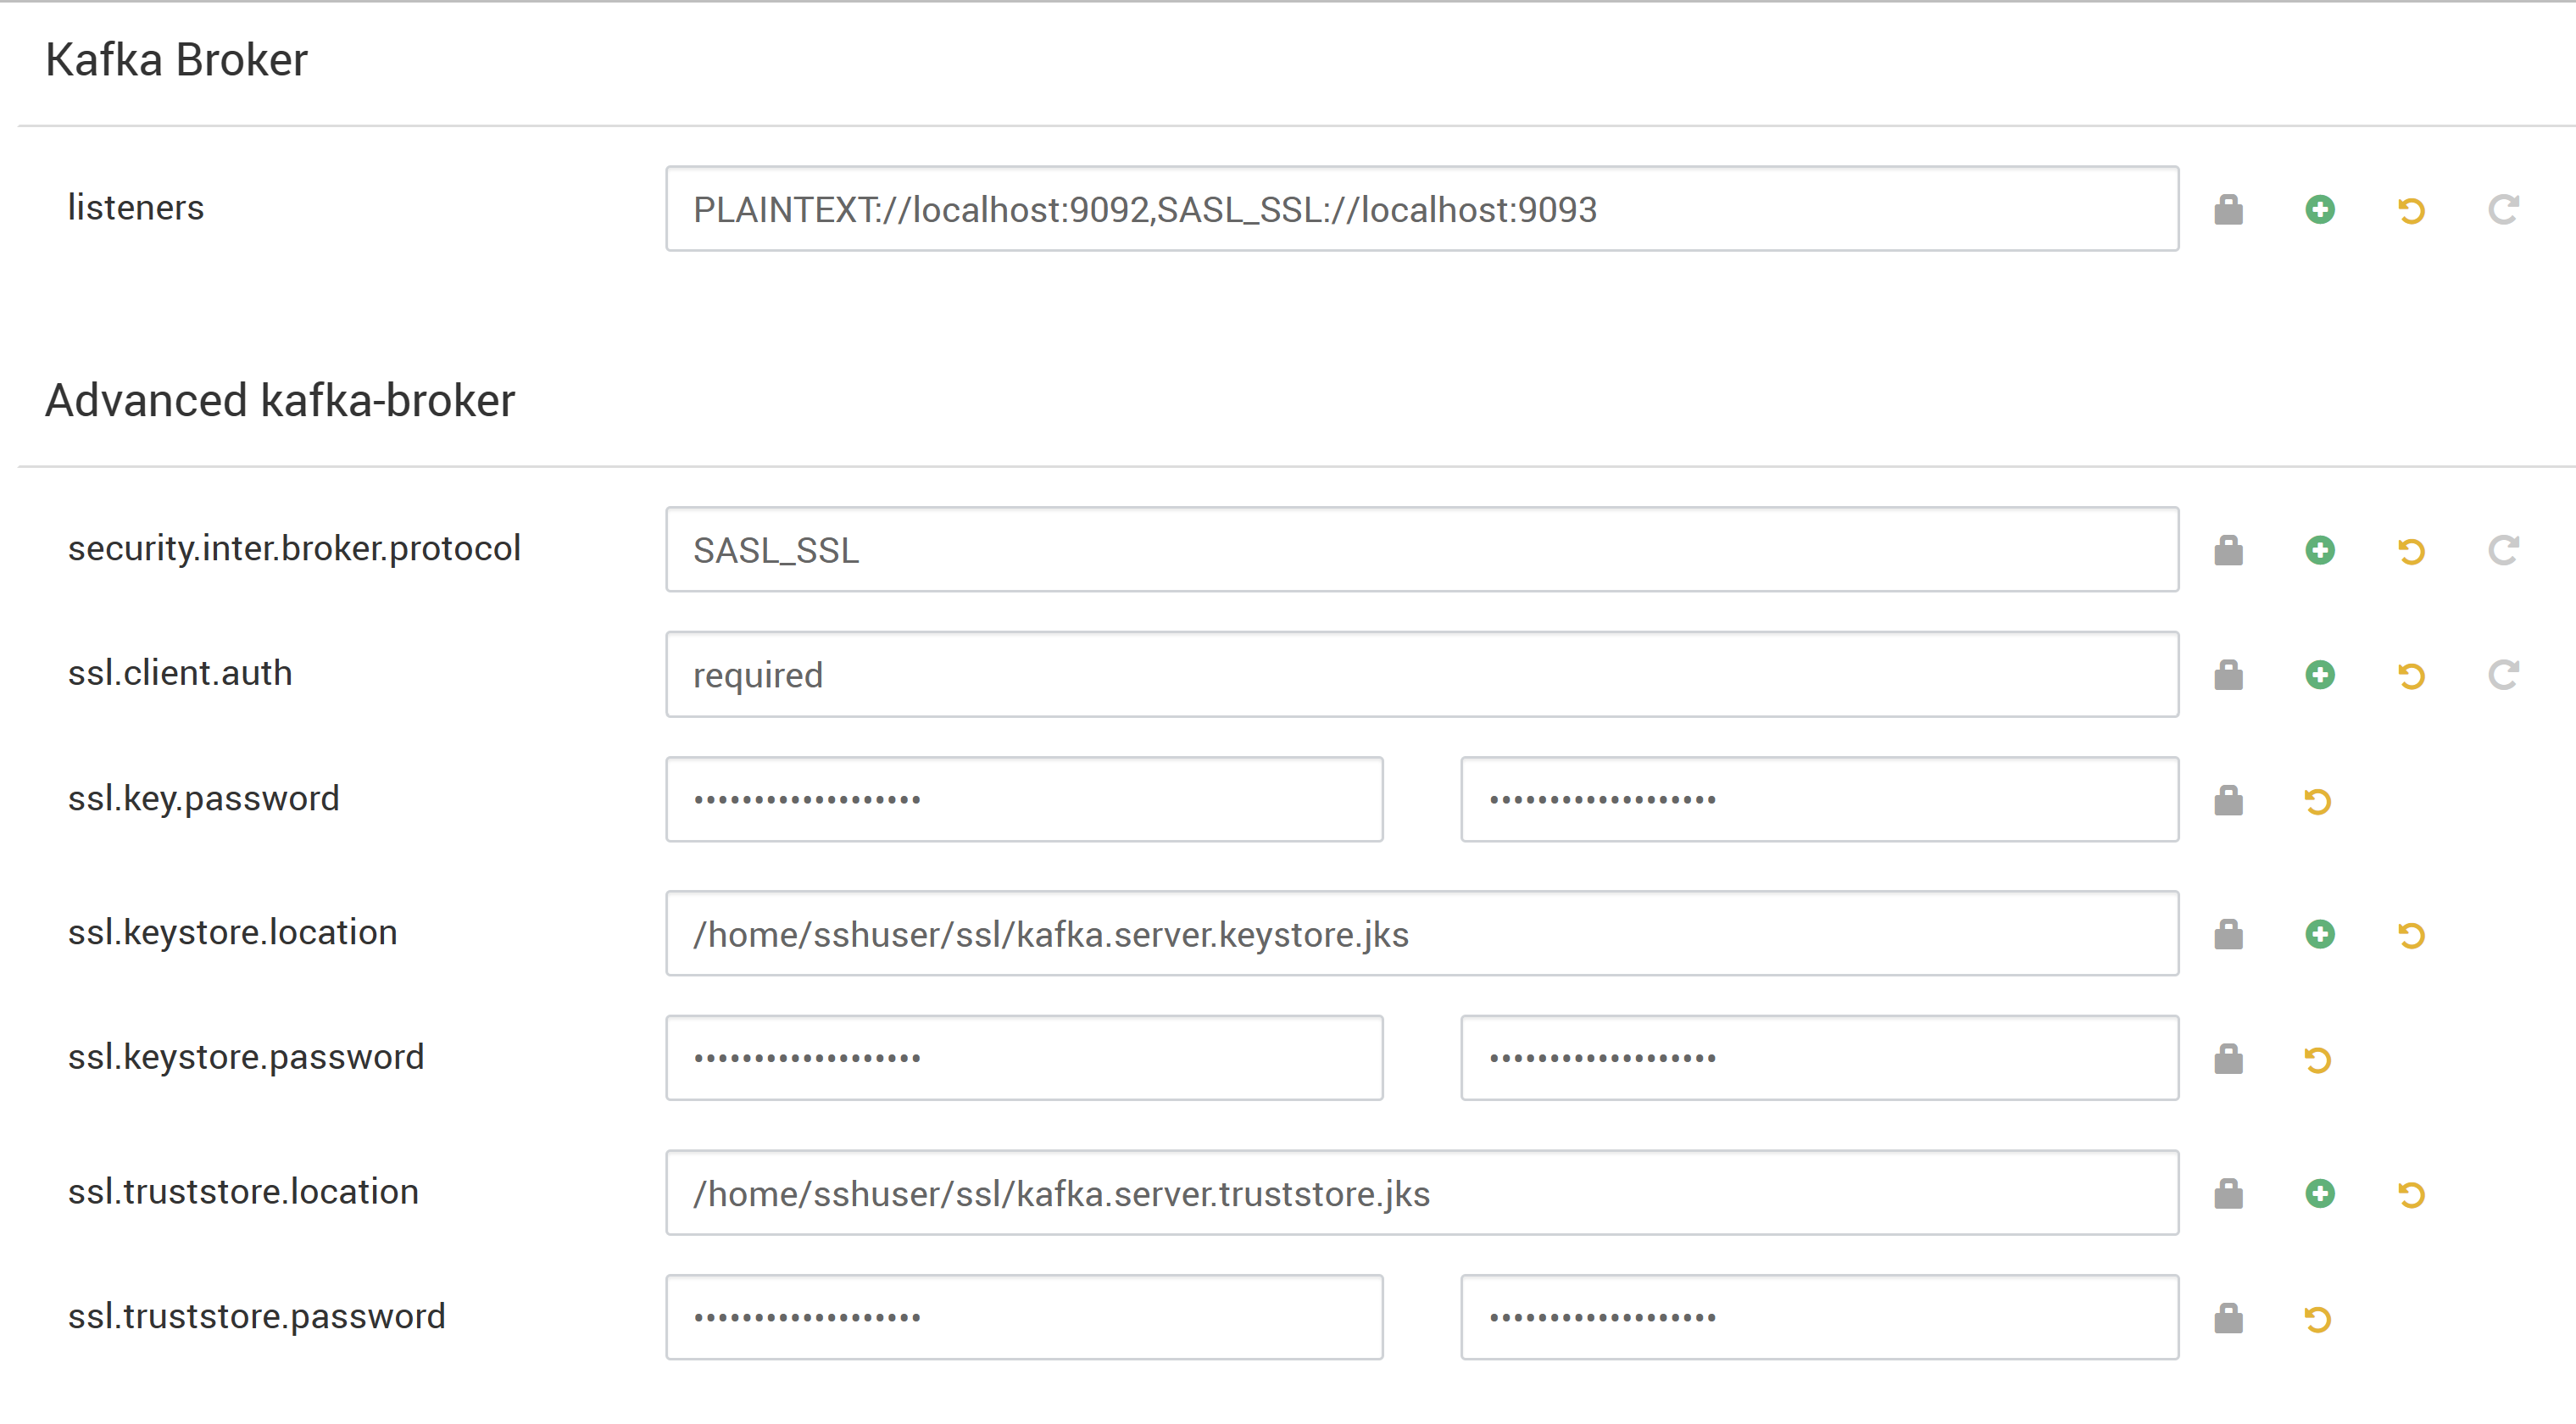 Kafka Broker
listeners
PLAINTEXT://localhost:9092,SASL_SSL://localhost:9093
Advanced kafka-broker
security.inter.broker.protocol
SASL_SSL
ssl.client.auth
required
ssl.key.password
••••••••••••••••••• •••••••••••••••••••
ssl.keystore.location
/home/sshuser/ssl/kafka.server.keystore.jks
ssl.keystore.password
••••••••••••••••••• •••••••••••••••••••
ssl.truststore.location
/home/sshuser/ssl/kafka.server.truststore.jks
ssl.truststore.password
••••••••••••••••••• •••••••••••••••••••